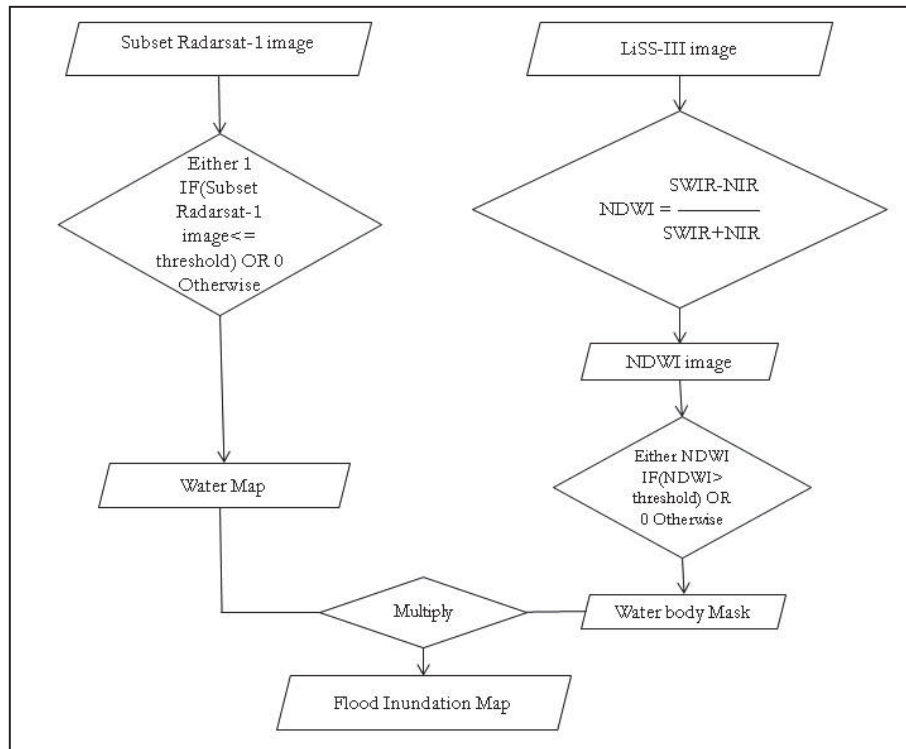 Subset Radarsat-1 image
Either 1
IF(Subset
Radarsat-1
image<=
threshold) OR 0
Otherwise
Water Map
LiSS-III image
SWIR-NIR
NDWI =
SWIR+NIR
NDWI image
Either NDWI
IF(NDWI>
threshold) OR
0 Otherwise
Water body Mask
Multiply
Flood Inundation Map